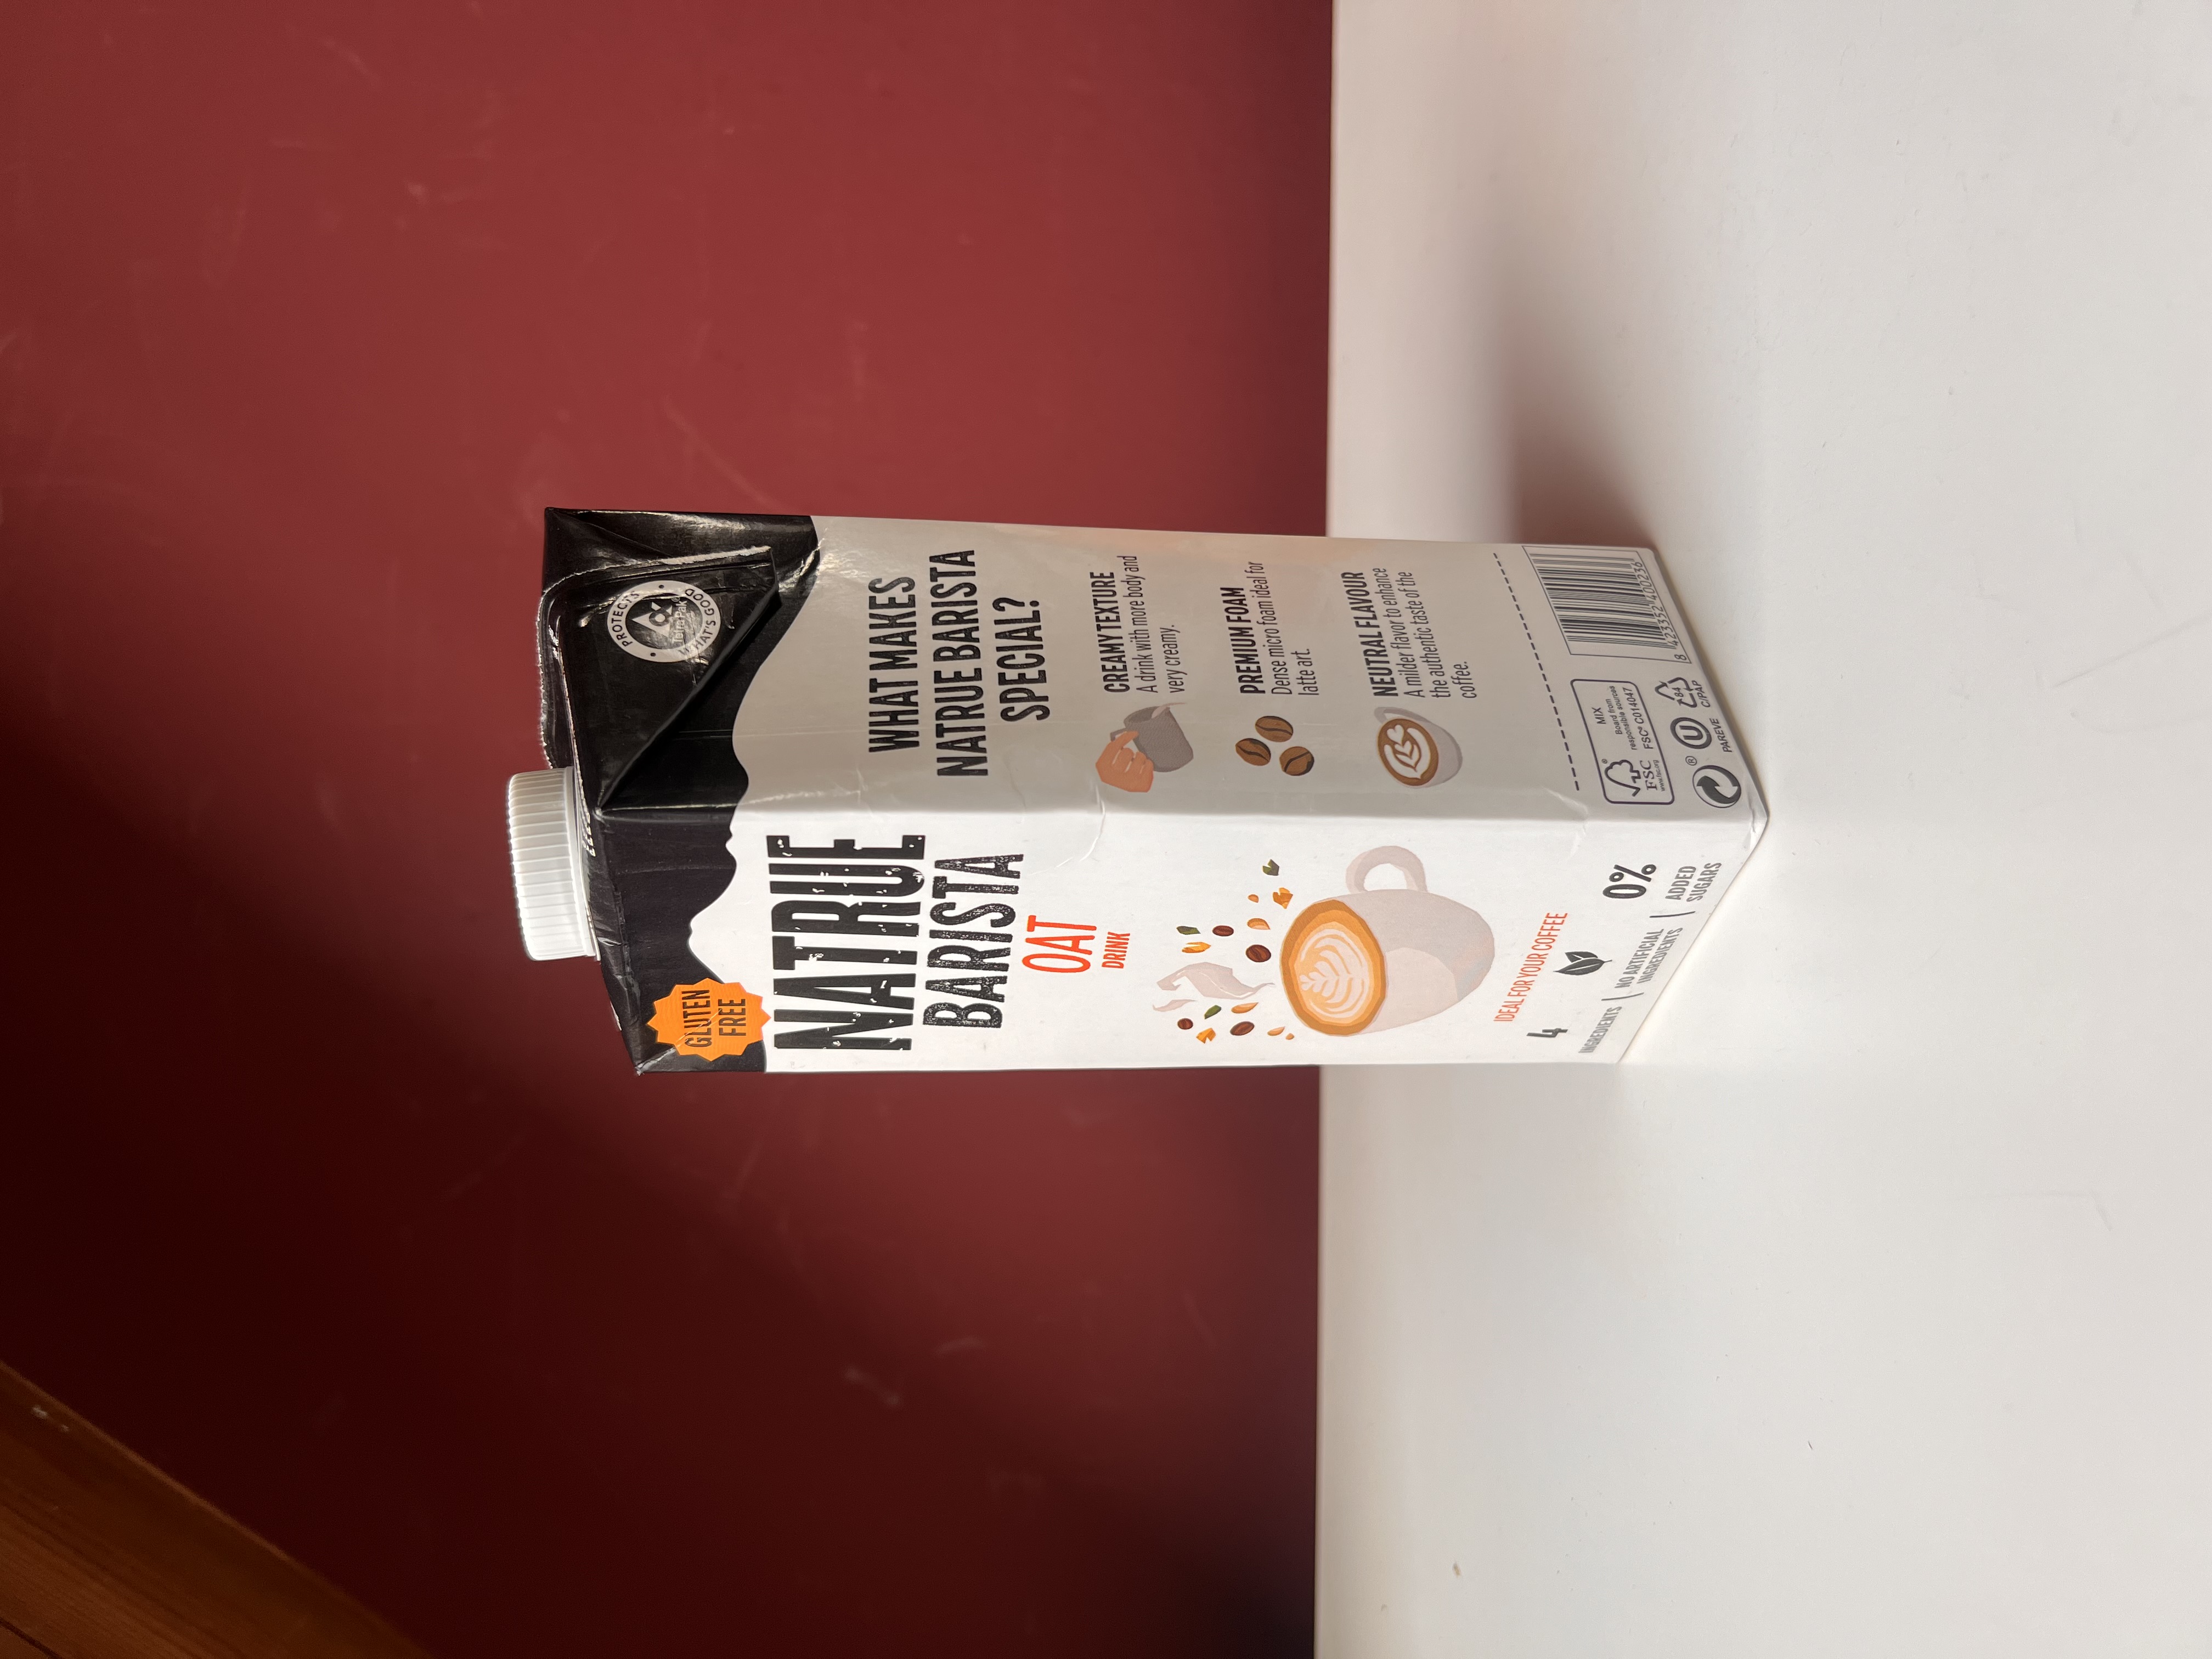 GLUTEN
FREE
NATRUE
BARISTA
OAT
DRINK
IDEAL FOR YOUR COFFEE
4
INGREDIENTS
NO ARTIFICIAL
INGREDIENTS
0%
ADDED
SUGARS
PROTECTS
Tetra Pak
WHAT'S GOOD
WHAT MAKES
NATRUE BARISTA
SPECIAL?
CREAMY TEXTURE
A drink with more body and
very creamy.
PREMIUM FOAM
Dense micro foam ideal for
latte art.
NEUTRAL FLAVOUR
A milder flavor to enhance
the authentic taste of the
coffee.
FSC®
www.fsc.org
MIX
Board from
responsible sources
FSC® C014047
®
U
PAREVE
84
C/PAP
8 423352 400236